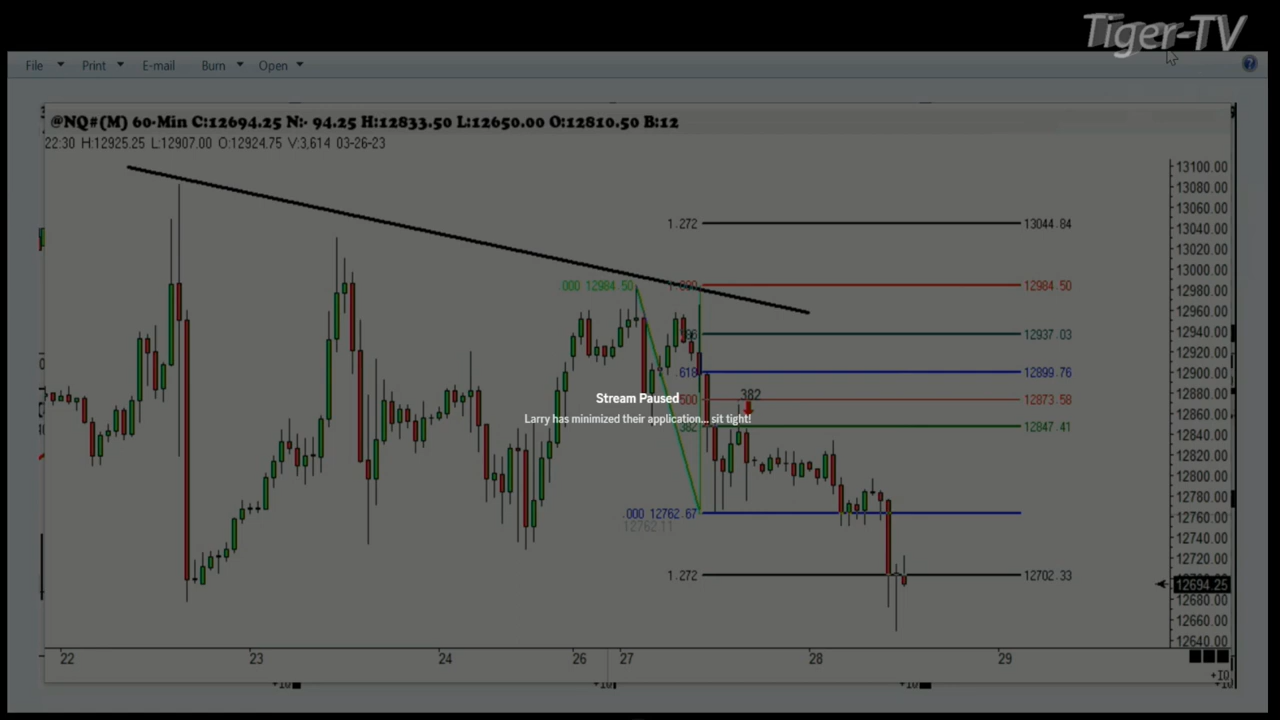 Tiger-TV
File Print E-mail Burn Open ?
@NQ#(M) 60-Min C:12694.25 N:- 94.25 H:12833.50 L:12650.00 O:12810.50 B:12
22:30 H:12925.25 L:12907.00 O:12924.75 V:3,614 03-26-23
13100.00
13080.00
13060.00
1.272 13044.84 13040.00
13020.00
13000.00
.000 12984.50 12984.50 12980.00
12960.00
12937.03 12940.00
12920.00
.618 12899.76 12900.00
Stream Paused .500 .382 12873.58 12880.00
12860.00
Larry has minimized their application... sit tight!
.382 12847.41 12840.00
12820.00
12800.00
12780.00
.000 12762.67 12760.00
12762.11
12740.00
12720.00
1.272 12702.33
12694.25
12680.00
12660.00
12640.00
22 23 24 26 27 28 29
+IO